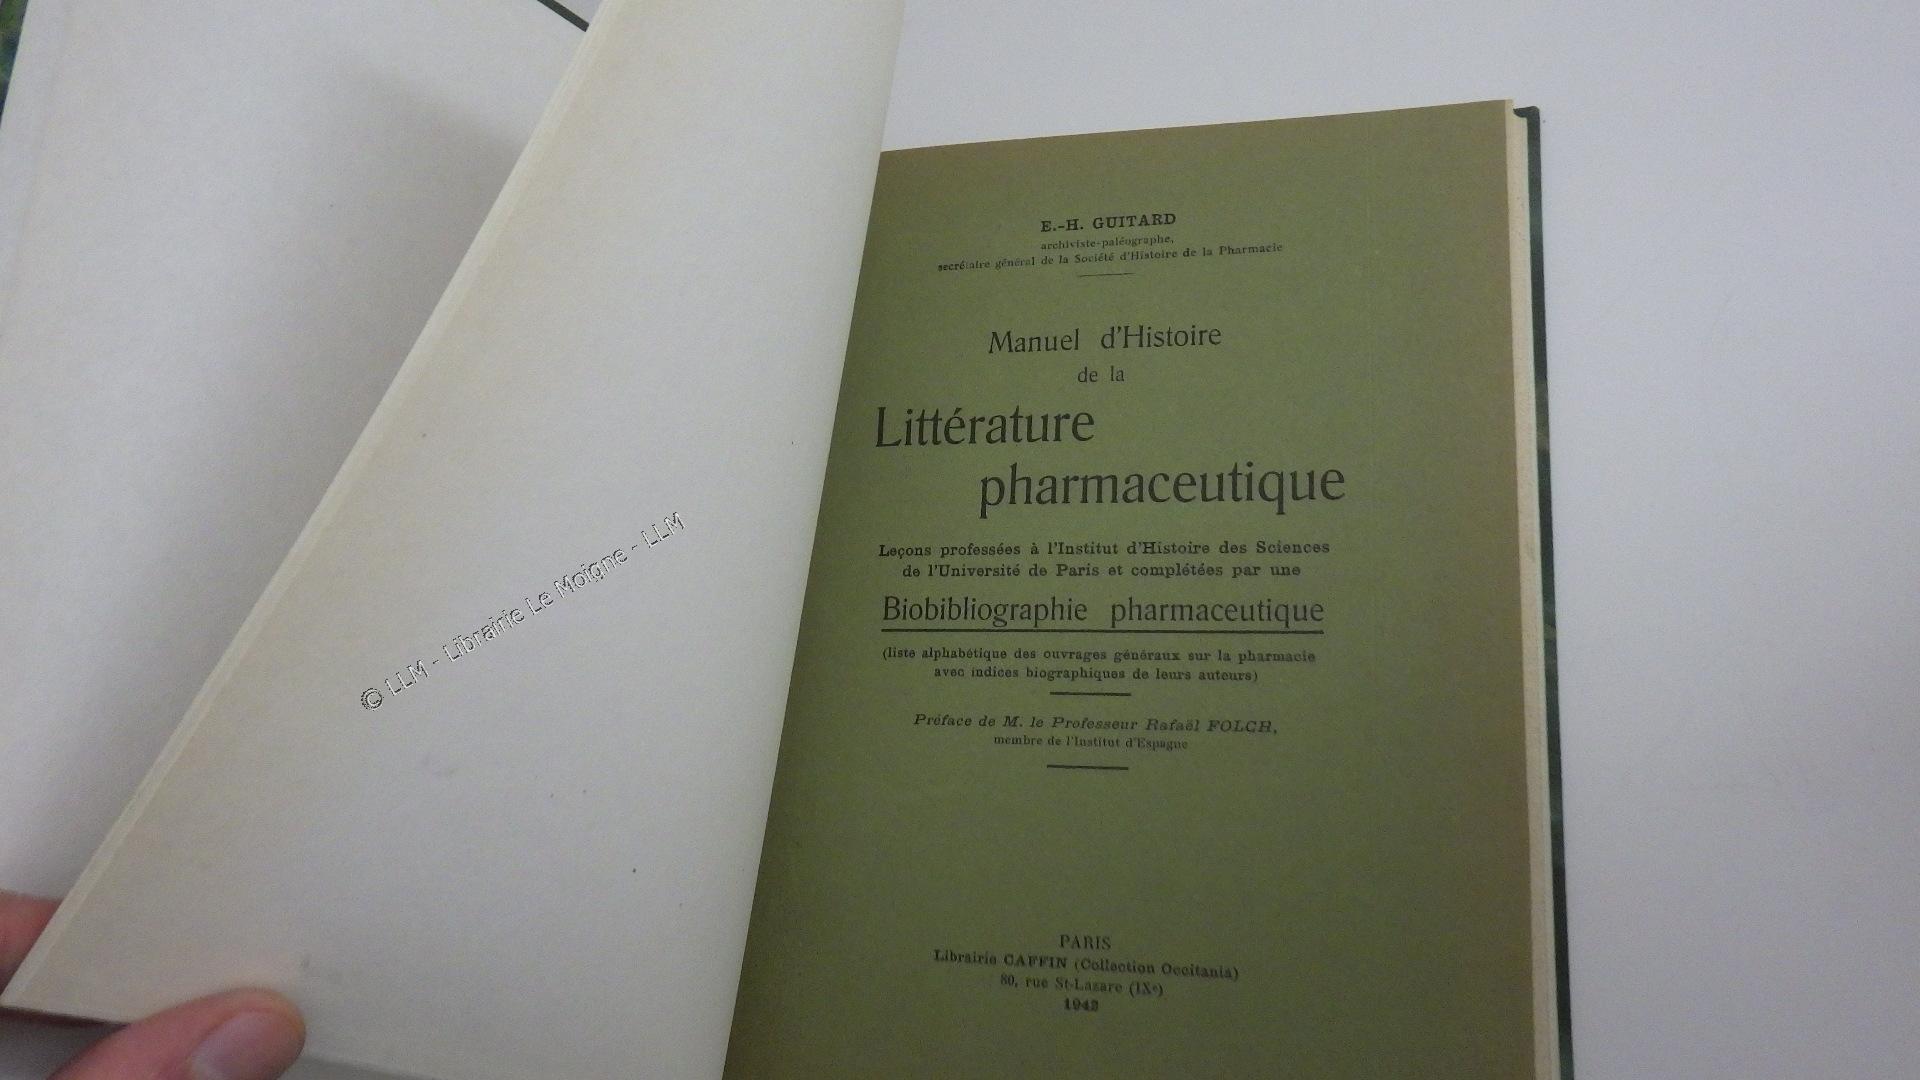 E.-H. GUITARD
archiviste-paléographe,
secrétaire général de la Société d'Histoire de la Pharmacie
Manuel d'Histoire
de la
Littérature
pharmaceutique
Leçons professées à l'Institut d'Histoire des Sciences
de l'Université de Paris et complétées par une
Biobibliographie pharmaceutique
(liste alphabétique des ouvrages généraux sur la pharmacie
avec indices biographiques de leurs auteurs)
Préface de M. le Professeur Rafaël FOLCH,
membre de l'Institut d'Espagne
PARIS
Librairie CAFFIN (Collection Occitania)
80, rue St-Lazare (IXe)
1942
© LLM - Librairie Le Moigne - LLM